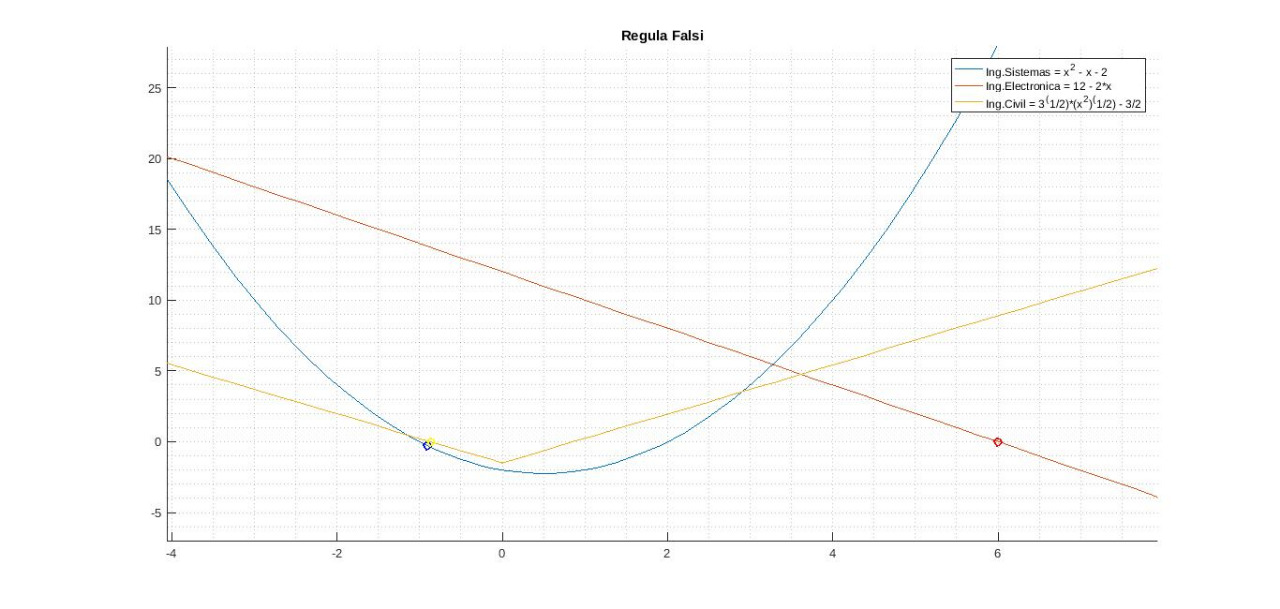 Regula Falsi
Ing.Sistemas = x² - x - 2
Ing.Electronica = 12 - 2*x
Ing.Civil = 3⁽1/2)*(x²)⁽1/2) - 3/2
25
20
15
10
5
0
-5
-4 -2 0 2 4 6